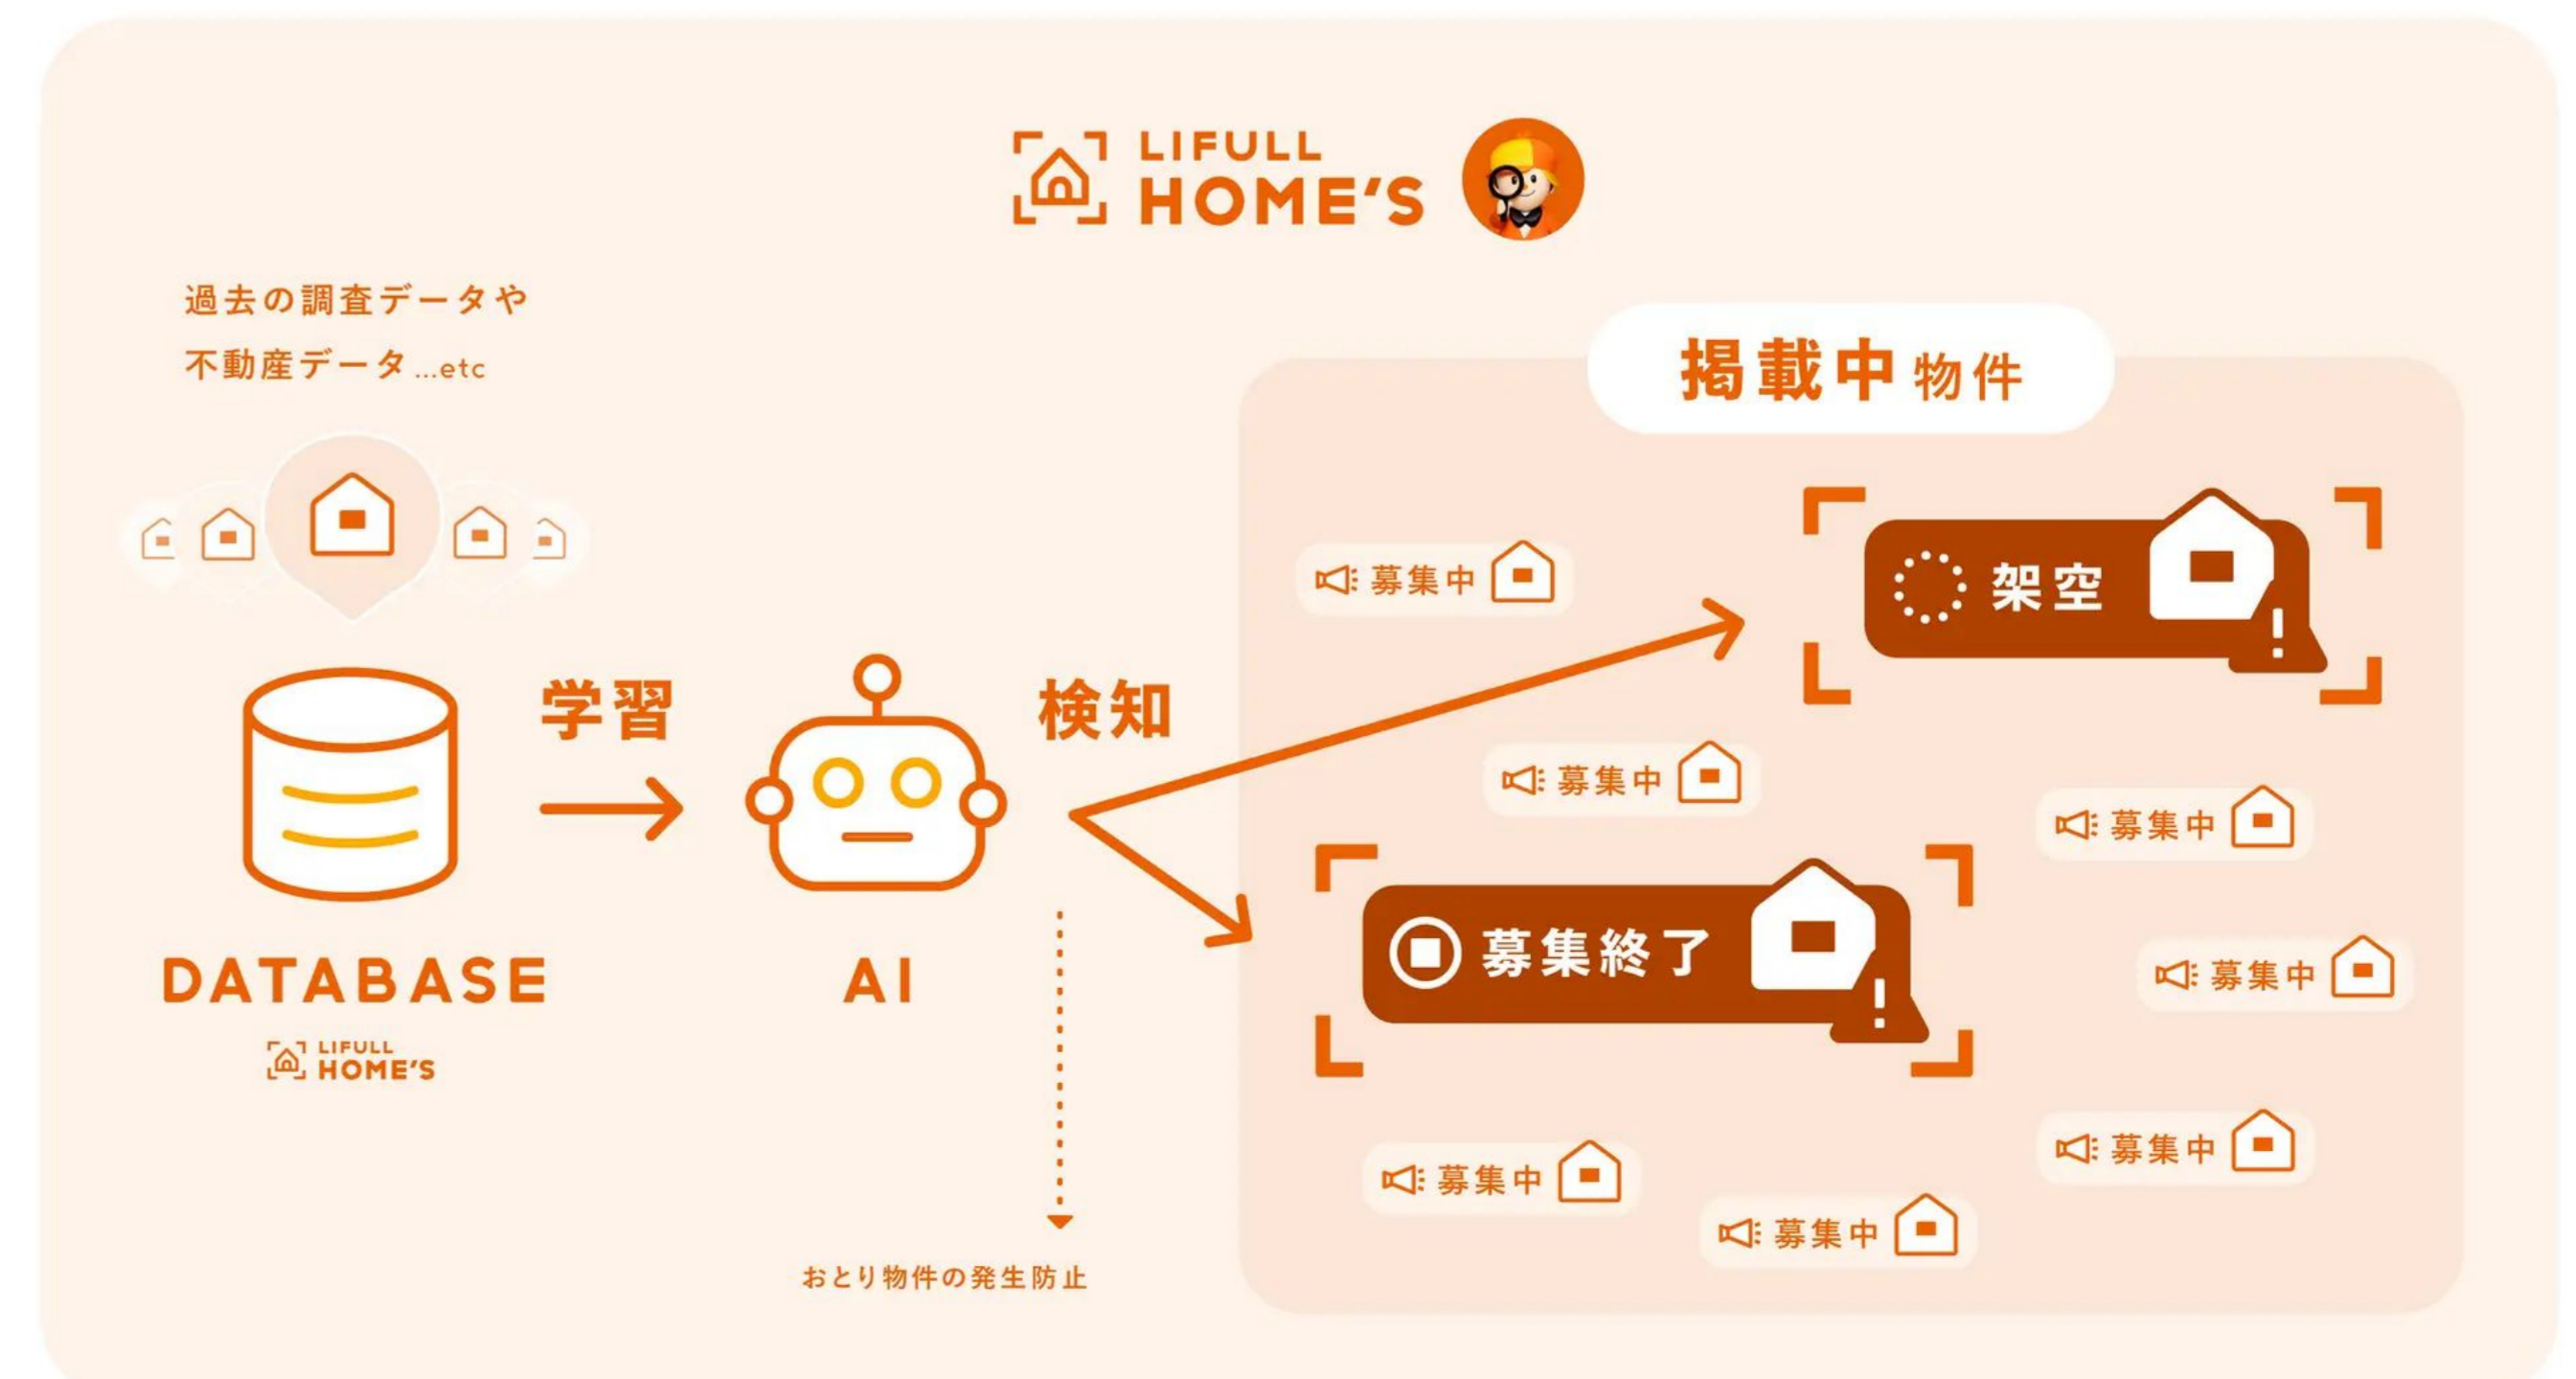 LIFULL
HOME'S
過去の調査データや
不動産データ...etc
掲載中物件
架空
募集中
学習
検知
募集中
募集中
募集終了
DATABASE
AI
募集中
LIFULL
HOME'S
募集中
募集中
募集中
おとり物件の発生防止